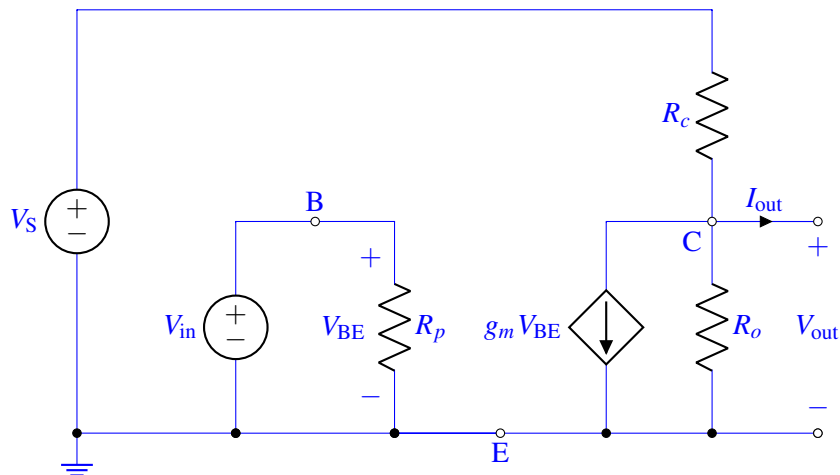 R_c
I_out
B
C
V_S
+
−
+
+
V_in
+
−
V_BE
R_p
g_m V_BE
R_o
V_out
−
−
E